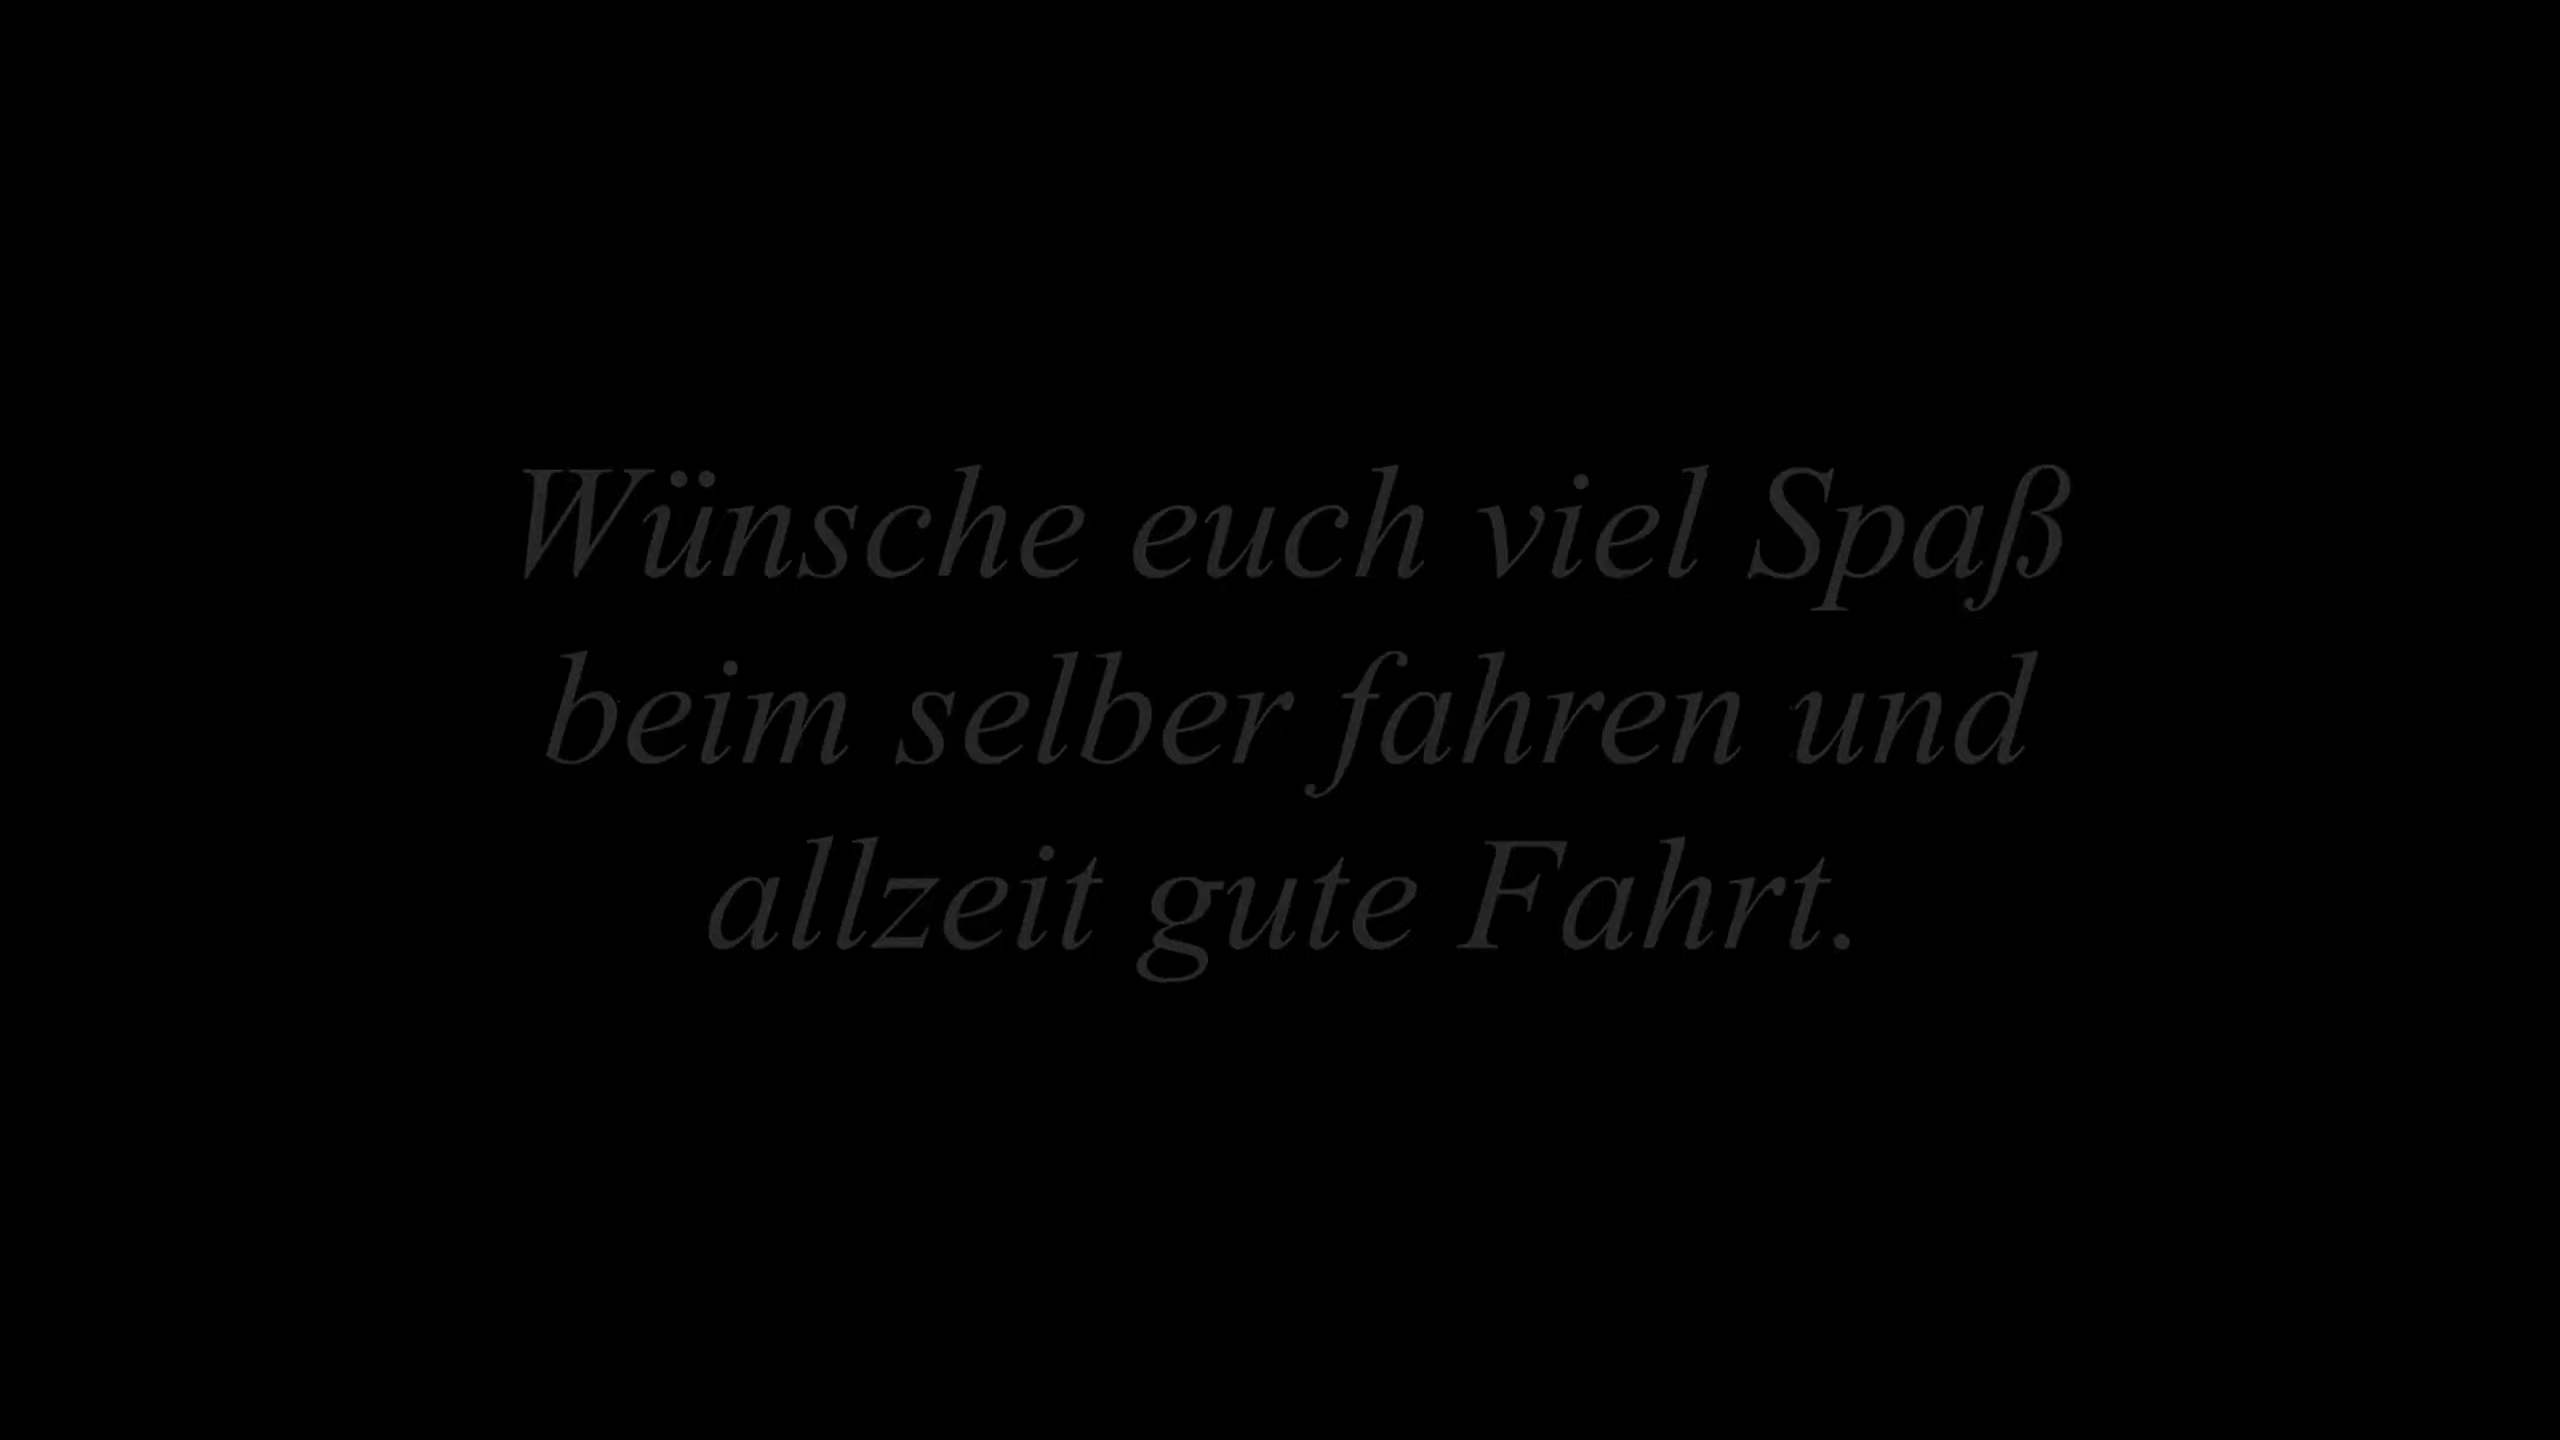 Wünsche euch viel Spaß
beim selber fahren und
allzeit gute Fahrt.